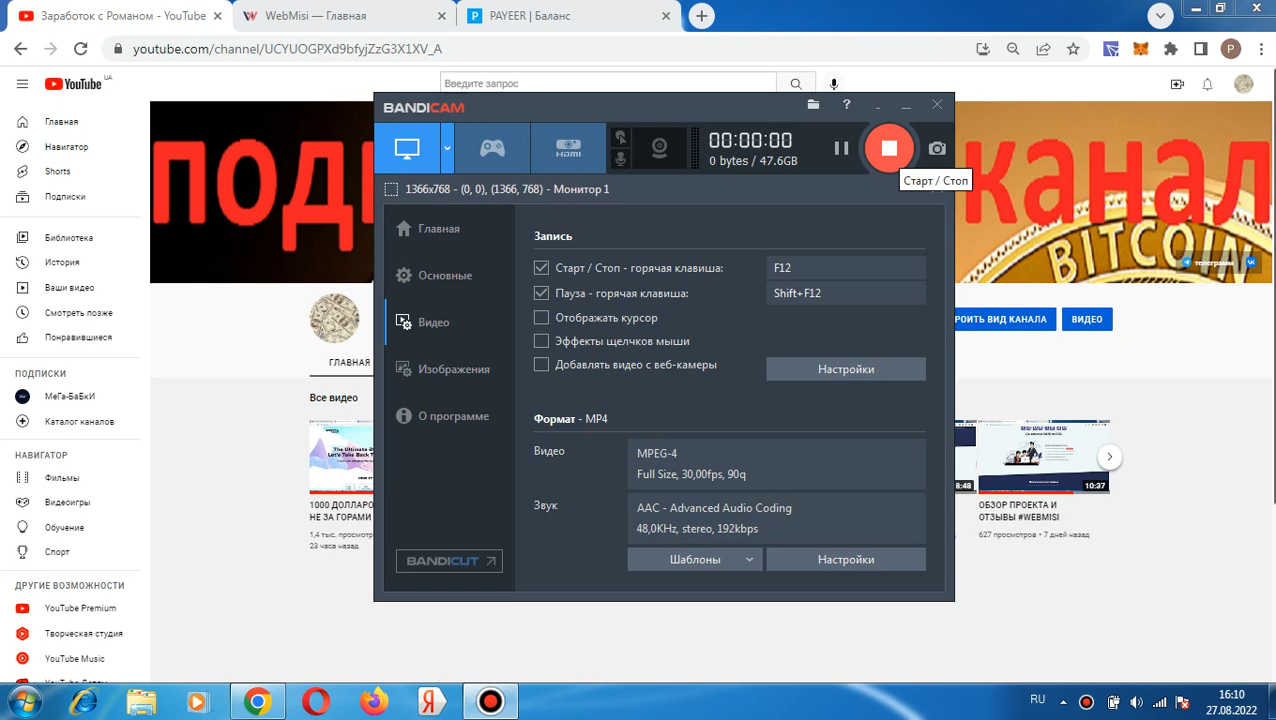 Заработок с Романом - YouTube
WebMisi — Главная
PAYEER | Баланс
youtube.com/channel/UCYUOGPXd9bfyjZzG3X1XV_A
P
YouTube UA
Введите запрос
Главная
Навигатор
Shorts
Подписки
Библиотека
История
Ваши видео
Смотреть позже
Понравившиеся
ПОДПИСКИ
МеГа-БаБкИ
Каталог каналов
НАВИГАТОР
Фильмы
Видеоигры
Обучение
Спорт
ДРУГИЕ ВОЗМОЖНОСТИ
YouTube Premium
Творческая студия
YouTube Music
ПОД
канал
BITCOIN
телеграмм
РОИТЬ ВИД КАНАЛА
ВИДЕО
ГЛАВНАЯ
Все видео
The Ultimate
1000 ДОЛЛАРО
НЕ ЗА ГОРАМИ
1,4 тыс. просмотр
23 часа назад
8:48
10:37
ОБЗОР ПРОЕКТА И
ОТЗЫВЫ #WEBMISI
627 просмотров • 7 дней назад
BANDICAM
?
HDMI
00:00:00
0 bytes / 47.6GB
Старт / Стоп
1366x768 - (0, 0), (1366, 768) - Монитор 1
Главная
Основные
Видео
Изображения
О программе
BANDICUT
Запись
Старт / Стоп - горячая клавиша: F12
Пауза - горячая клавиша: Shift+F12
Отображать курсор
Эффекты щелчков мыши
Добавлять видео с веб-камеры
Настройки
Формат - MP4
Видео
MPEG-4
Full Size, 30,00fps, 90q
Звук
AAC - Advanced Audio Coding
48,0KHz, stereo, 192kbps
Шаблоны
Настройки
RU
16:10
27.08.2022